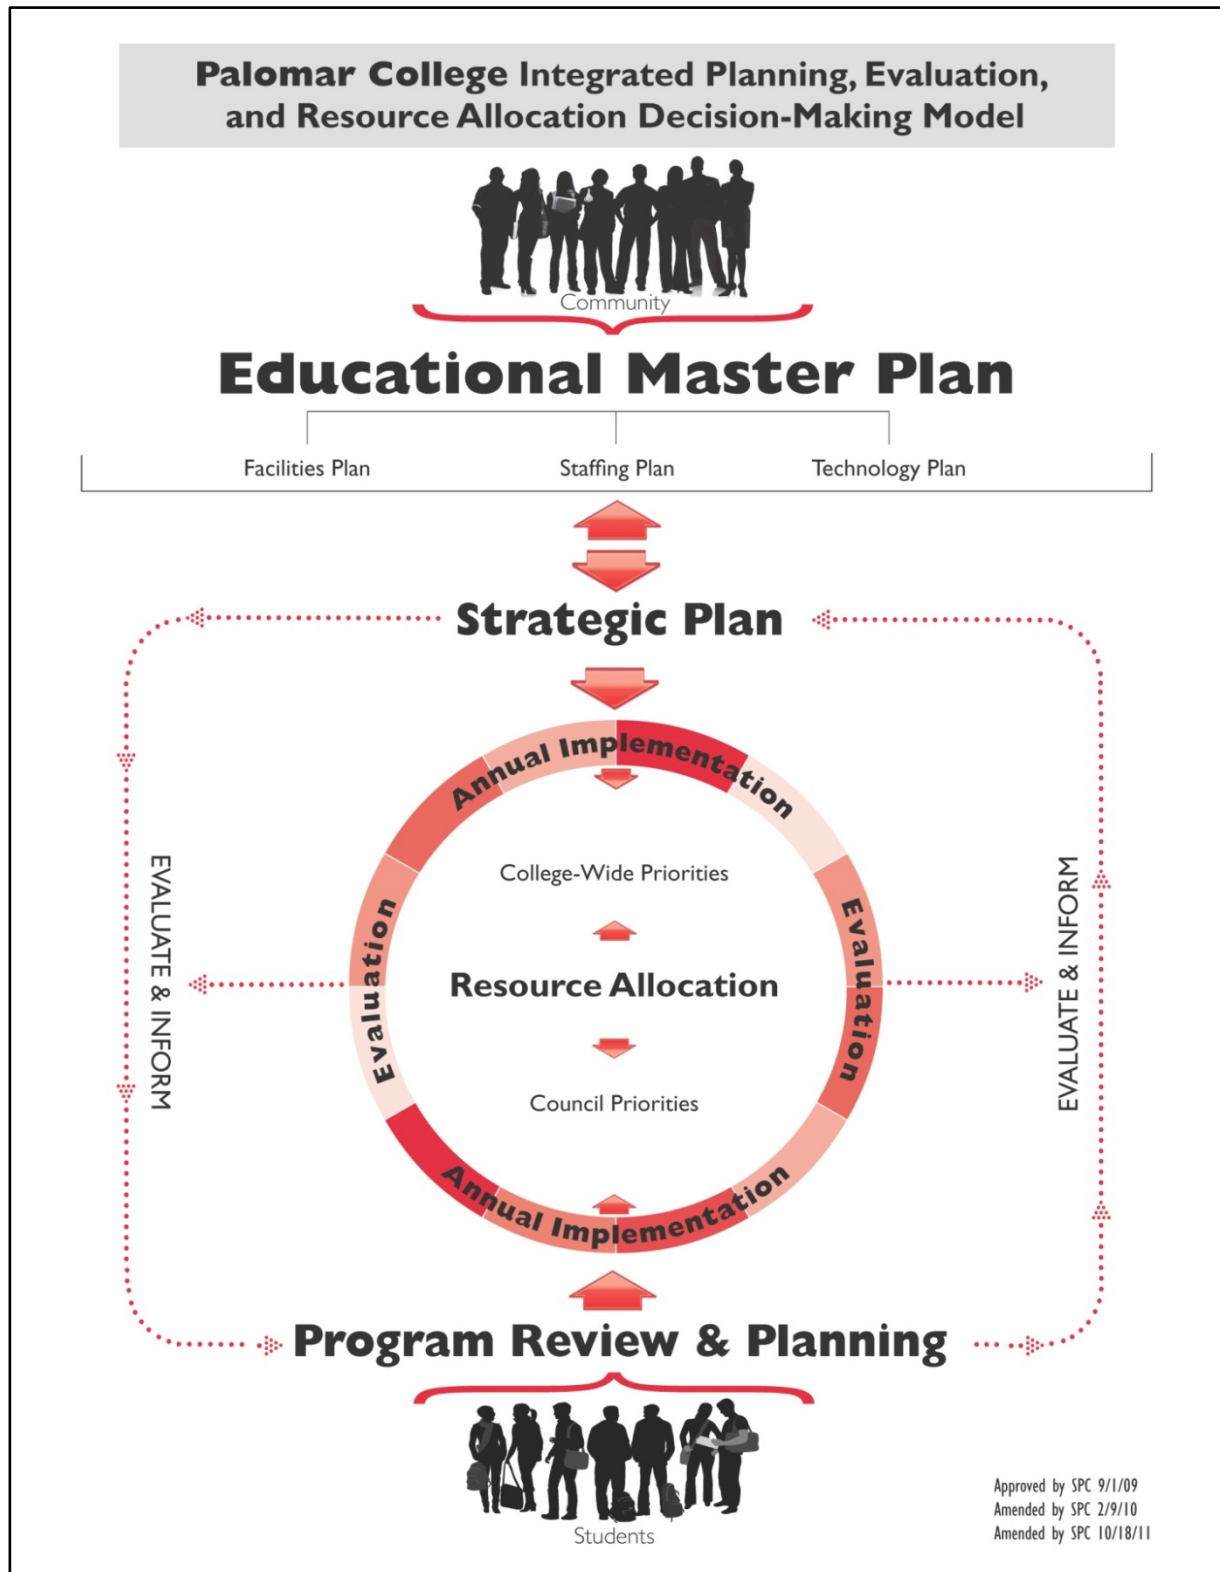 Palomar College Integrated Planning, Evaluation,
and Resource Allocation Decision-Making Model
Community
Educational Master Plan
Facilities Plan
Staffing Plan
Technology Plan
Strategic Plan
Annual Implementation
College-Wide Priorities
EVALUATE & INFORM
Evaluation
Resource Allocation
Evaluation
EVALUATE & INFORM
Council Priorities
Annual Implementation
Program Review & Planning
Students
Approved by SPC 9/1/09
Amended by SPC 2/9/10
Amended by SPC 10/18/11